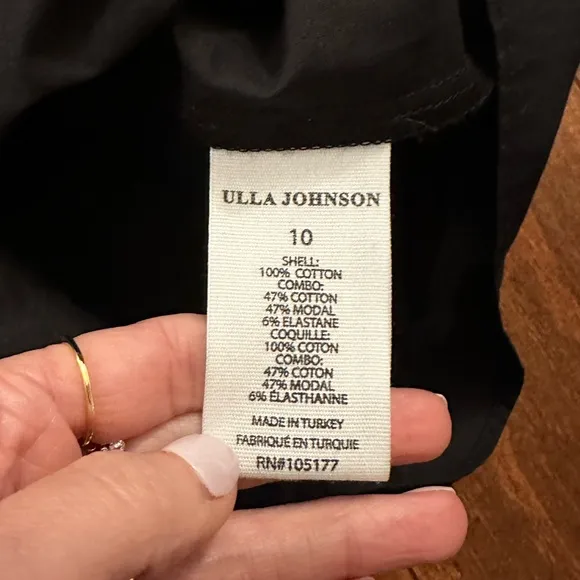 ULLA JOHNSON
10
SHELL:
100% COTTON
COMBO:
47% COTTON
47% MODAL
6% ELASTANE
COQUILLE:
100% COTON
COMBO:
47% COTON
47% MODAL
6% ELASTHANNE
MADE IN TURKEY
FABRIQUÉ EN TURQUIE
RN#105177